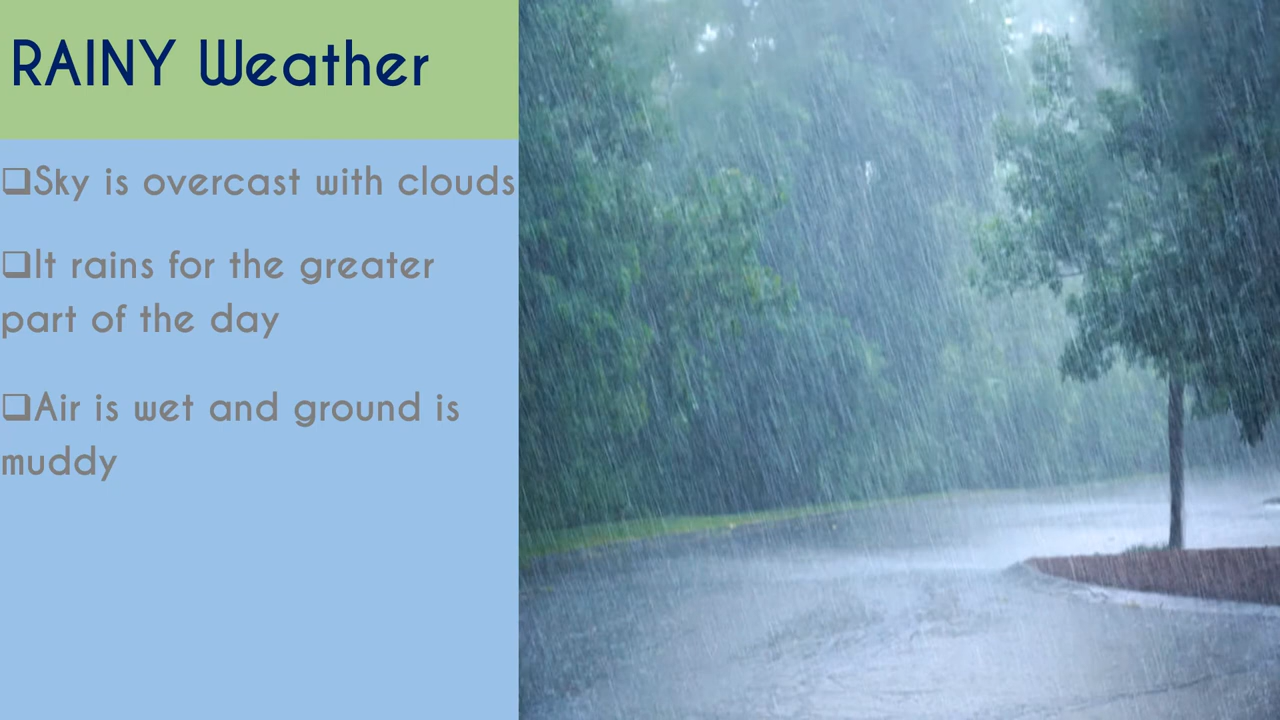 RAINY Weather
❑Sky is overcast with clouds
❑It rains for the greater
part of the day
❑Air is wet and ground is
muddy